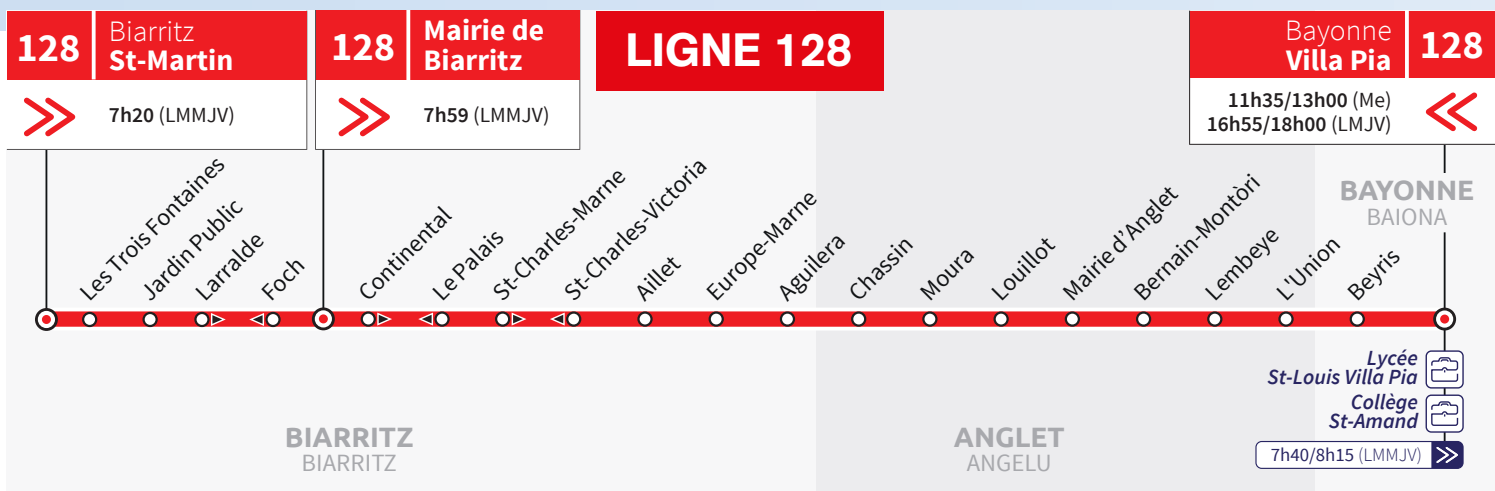 128
Biarritz
St-Martin
7h20 (LMMJV)
128
Mairie de
Biarritz
7h59 (LMMJV)
LIGNE 128
Bayonne
Villa Pia
128
11h35/13h00 (Me)
16h55/18h00 (LMJV)
BAYONNE
BAIONA
Les Trois Fontaines
Jardin Public
Larralde
Foch
Continental
Le Palais
St-Charles-Marne
St-Charles-Victoria
Aillet
Europe-Marne
Aguilera
Chassin
Moura
Louillot
Mairie d'Anglet
Bernain-Montòri
Lembeye
L'Union
Beyris
Lycée
St-Louis Villa Pia
Collège
St-Amand
7h40/8h15 (LMMJV)
BIARRITZ
BIARRITZ
ANGLET
ANGELU